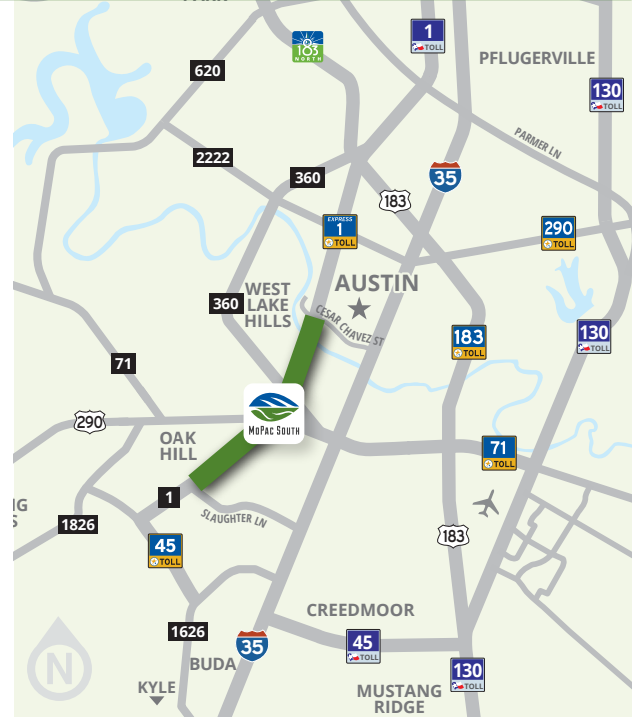 183
NORTH
1
TOLL
PFLUGERVILLE
620
130
TOLL
PARMER LN
2222
360
35
183
EXPRESS
1
TOLL
290
TOLL
AUSTIN
WEST
LAKE
HILLS
360
CESAR CHAVEZ ST
183
TOLL
130
TOLL
71
290
MOPAC SOUTH
OAK
HILL
71
TOLL
1
SLAUGHTER LN
1826
45
TOLL
183
CREEDMOOR
1626
35
45
TOLL
BUDA
130
TOLL
KYLE
MUSTANG
RIDGE
N